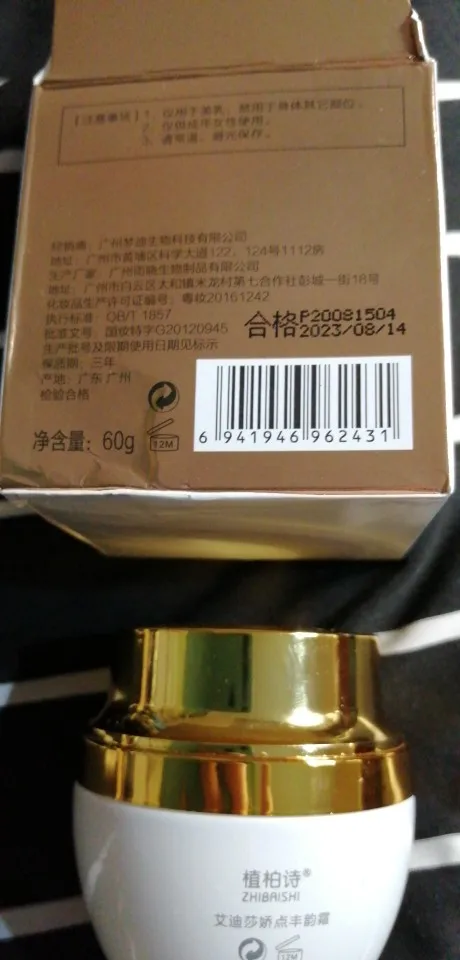 【注意事项】1、仅用于美乳,禁用于身体其它部位。
2、仅供成年女性使用。
3、请常温、避光保存。
经销商:广州梦迪生物科技有限公司
地址:广州市黄埔区科学大道122、124号1112房
生产厂家:广州雨驰生物制品有限公司
地址:广州市白云区太和镇米龙村第七合作社彭城一街18号
化妆品生产许可证编号:粤妆20161242
执行标准:QB/T 1857
批准文号:国妆特字G20120945
生产批号及限期使用日期见标示
保质期:三年
产地:广东 广州
检验合格
合格P20081504
2023/08/14
净含量:60g
12M
6 941946 962431
植柏诗®
ZHIBAISHI
艾迪莎娇点丰韵霜
12M